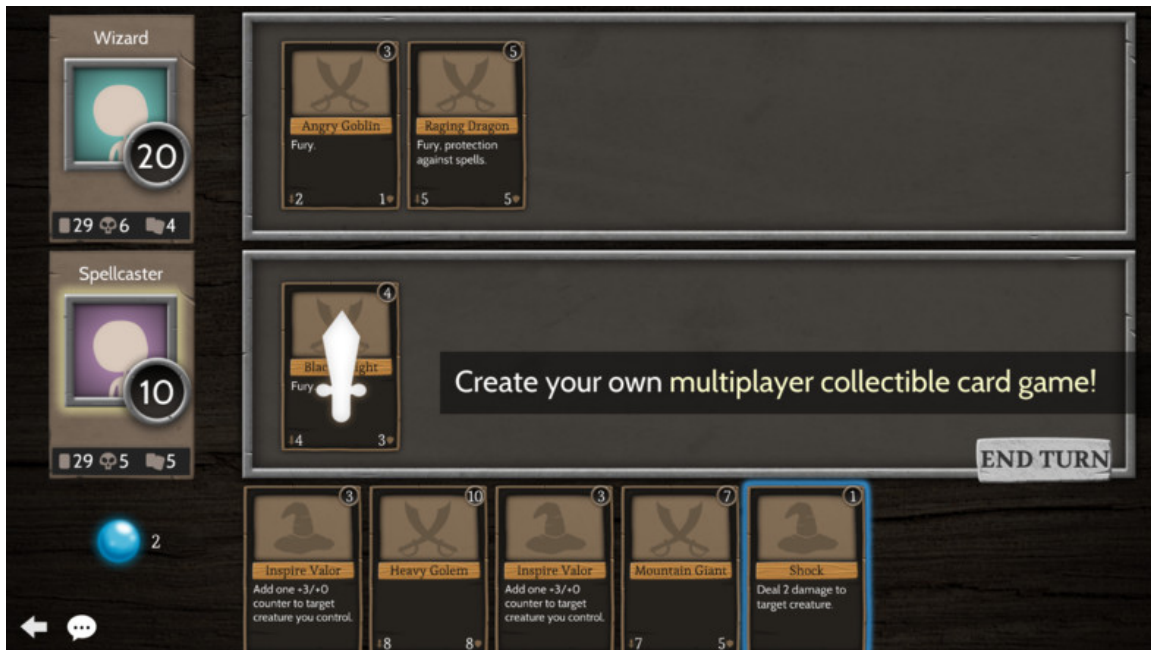 Wizard
20
29 6 4
3
Angry Goblin
Fury.
2 1
5
Raging Dragon
Fury, protection
against spells.
5 5
Spellcaster
10
29 5 5
4
Fury
4 3
Create your own multiplayer collectible card game!
END TURN
2
3
Inspire Valor
Add one +3/+0
counter to target
creature you control.
10
Heavy Golem
8 8
3
Inspire Valor
Add one +3/+0
counter to target
creature you control.
7
Mountain Giant
7 5
1
Shock
Deal 2 damage to
target creature.